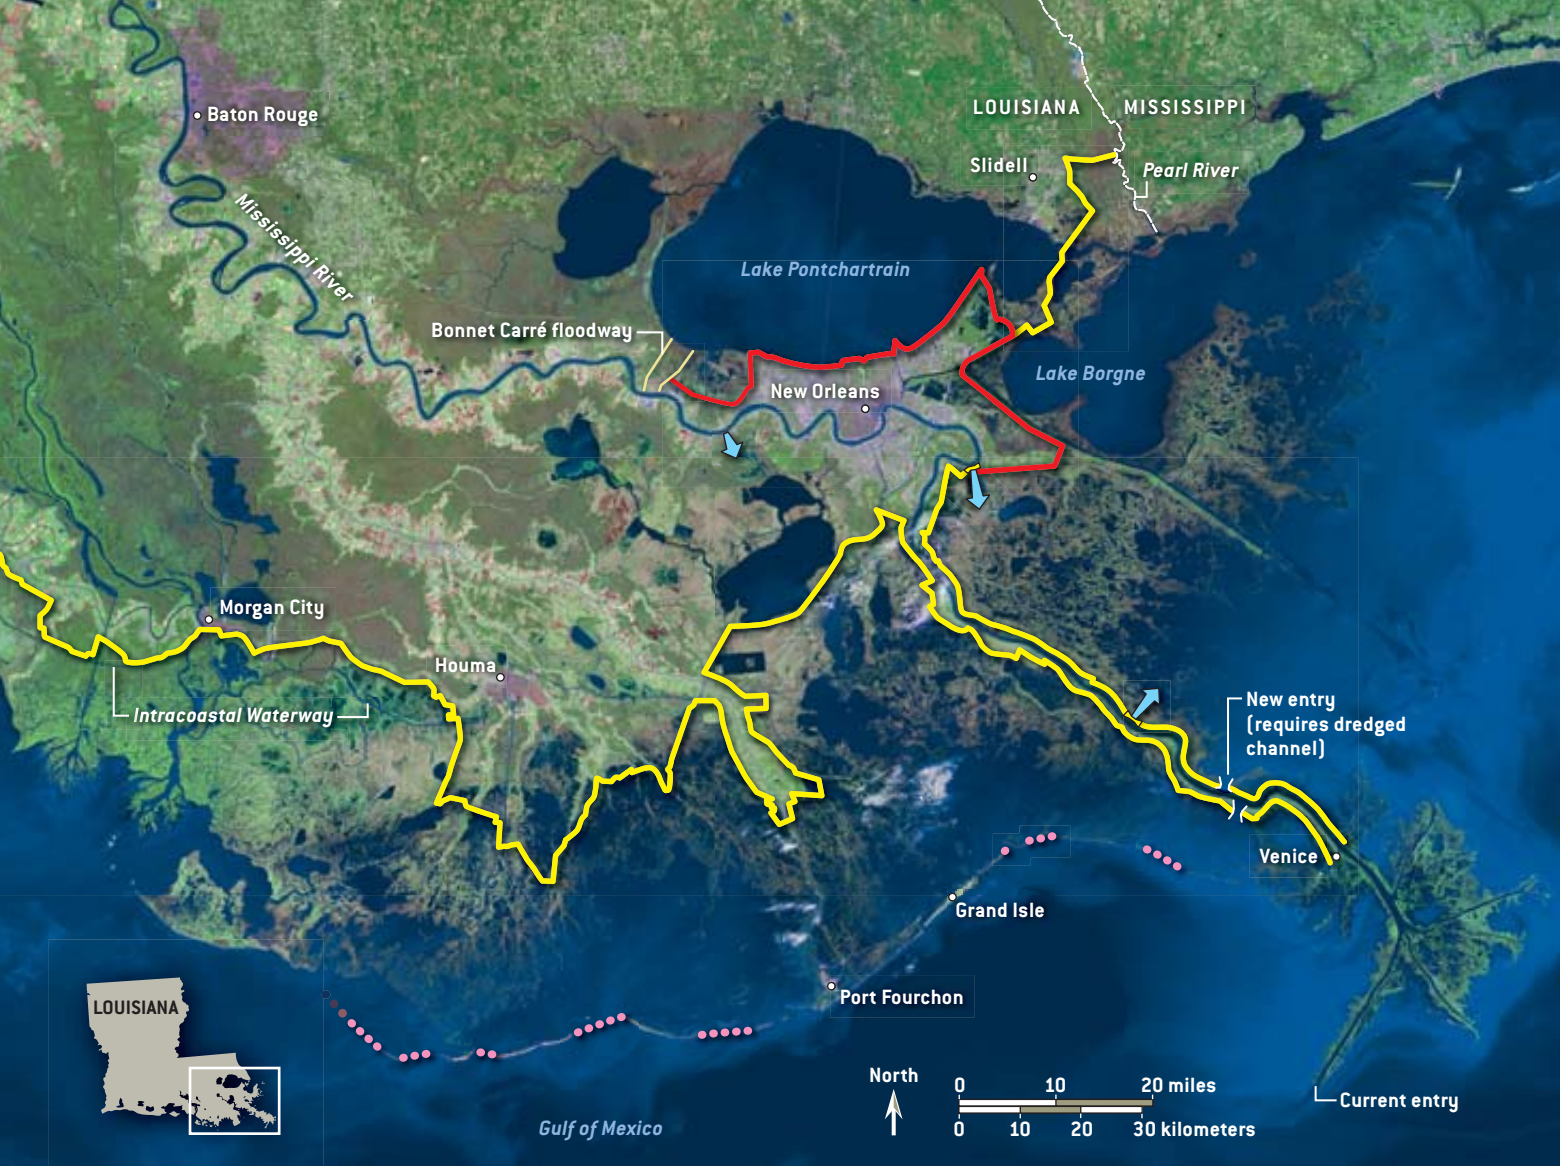 Baton Rouge
LOUISIANA
MISSISSIPPI
Slidell
Pearl River
Mississippi River
Lake Pontchartrain
Bonnet Carré floodway
New Orleans
Lake Borgne
Morgan City
Houma
Intracoastal Waterway
New entry
(requires dredged
channel)
Venice
Grand Isle
Port Fourchon
LOUISIANA
North
0 10 20 miles
0 10 20 30 kilometers
Current entry
Gulf of Mexico